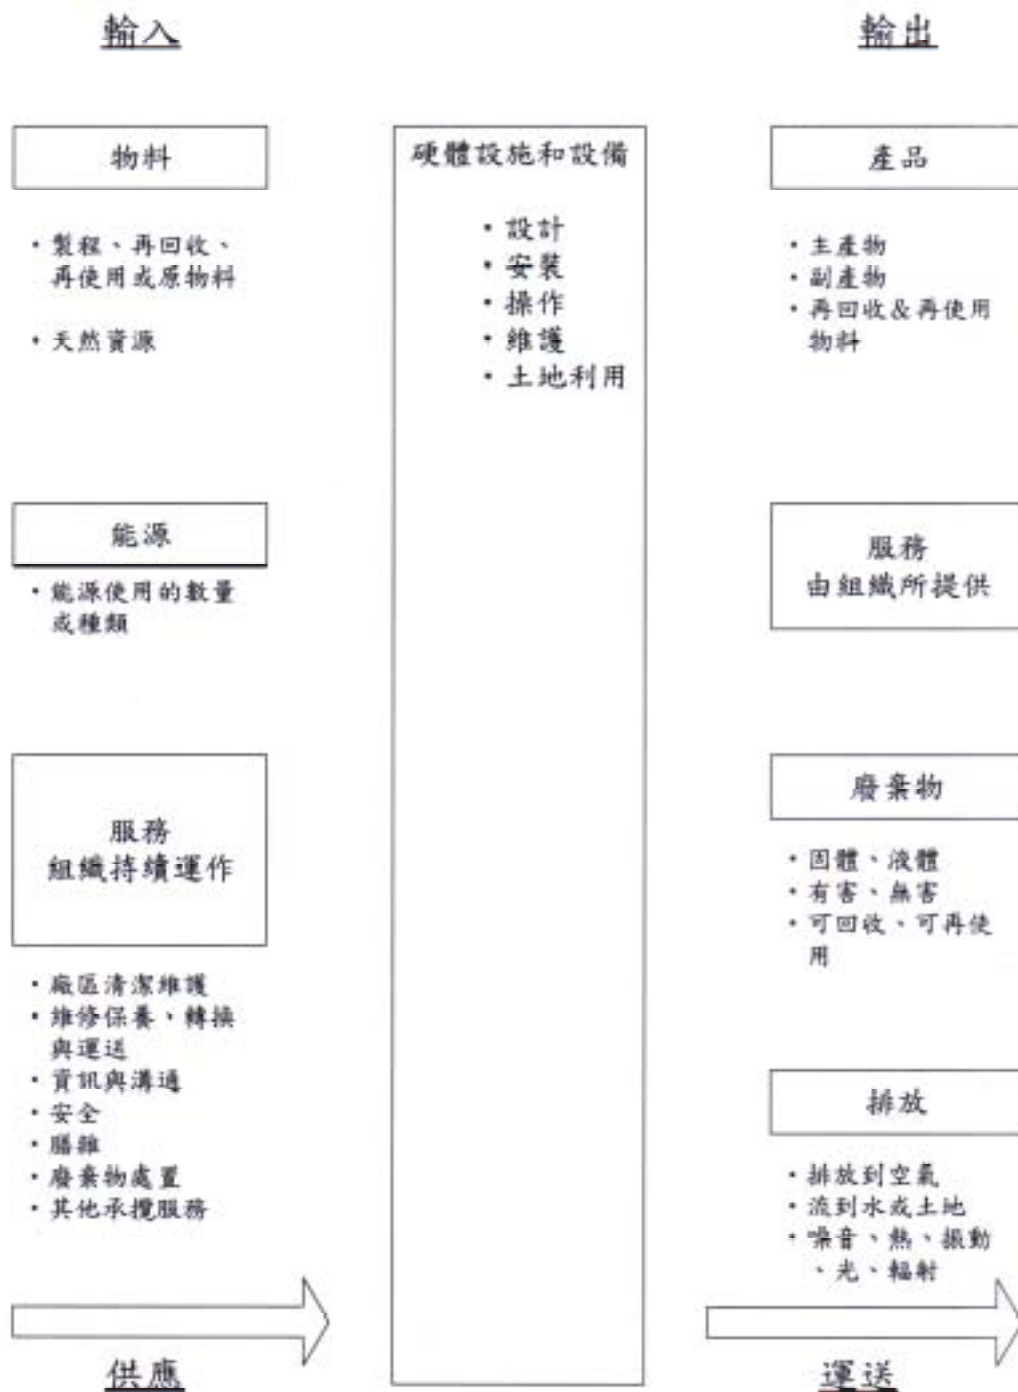 輸入
物料
・製程、再回收、
再使用或原物料
・天然資源
能源
・能源使用的數量
或種類
服務
組織持續運作
・廠區清潔維護
・維修保養，轉換
與運送
・資訊與溝通
・安全
・膳雜
・廢棄物處置
・其他承攬服務
供應
硬體設施和設備
・設計
・安裝
・操作
・維護
・土地利用
輸出
產品
・主產物
・副產物
・再回收&再使用
物料
服務
由組織所提供
廢棄物
・固體、液體
・有害、無害
・可回收、可再使
用
排放
・排放到空氣
・流到水或土地
・噪音、熱、振動
、光、輻射
運送